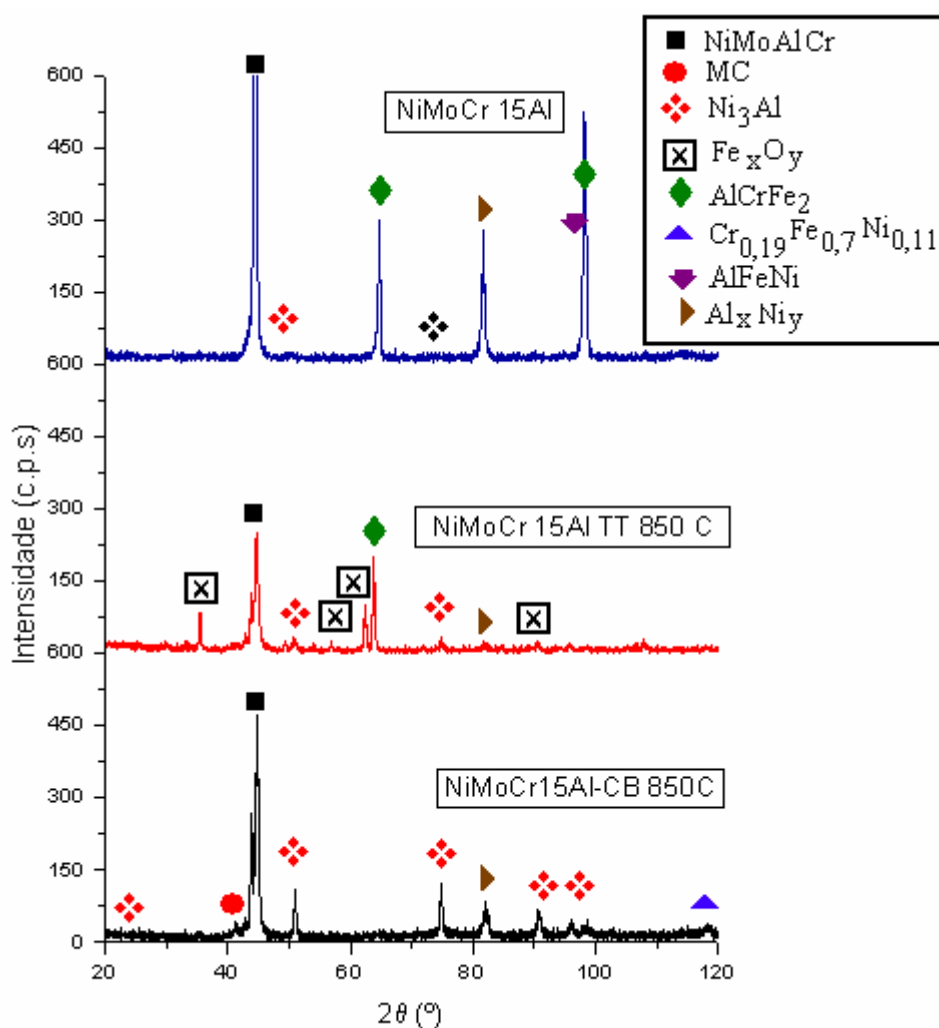 NiMoAlCr
MC
Ni3Al
FexOy
AlCrFe2
Cr0,19Fe0,7Ni0,11
AlFeNi
AlxNiy
600
450
300
150
NiMoCr 15Al
600
450
300
150
NiMoCr 15Al TT 850 C
600
450
300
150
0
NiMoCr15Al-CB 850C
20
40
60
80
100
120
Intensidade (c.p.s)
2θ (º)